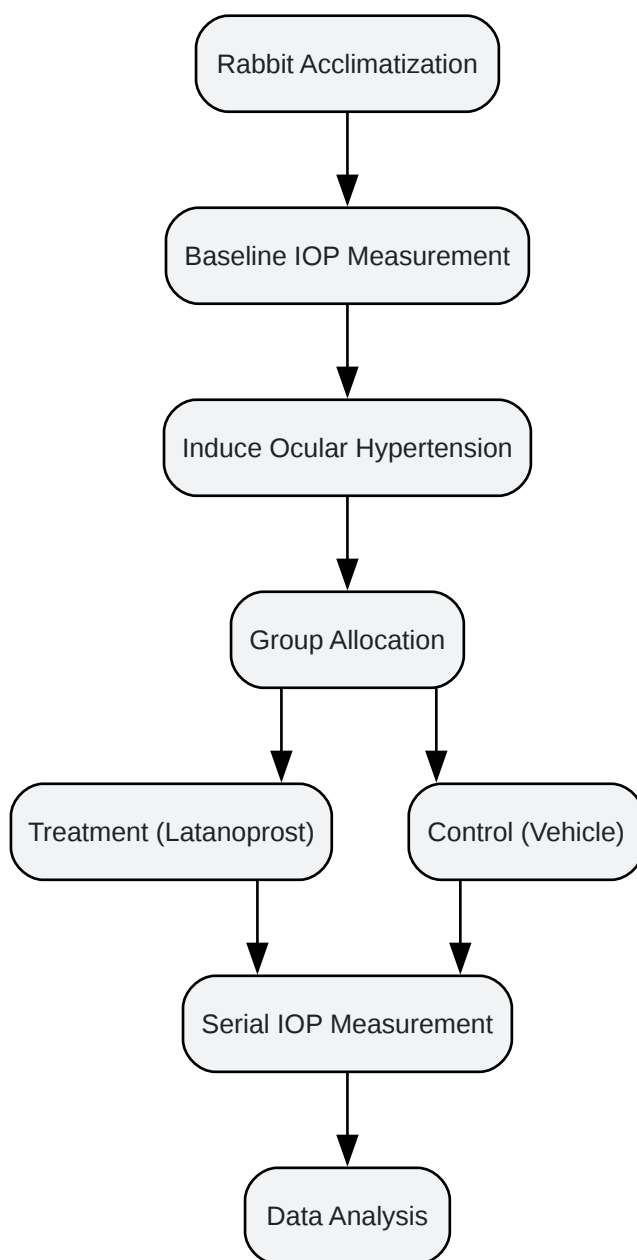 Rabbit Acclimatization
Baseline IOP Measurement
Induce Ocular Hypertension
Group Allocation
Treatment (Latanoprost)
Control (Vehicle)
Serial IOP Measurement
Data Analysis